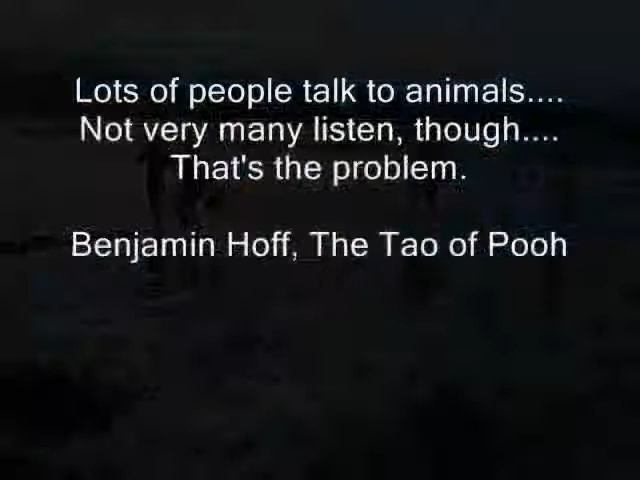 Lots of people talk to animals....
Not very many listen, though....
That's the problem.
Benjamin Hoff, The Tao of Pooh